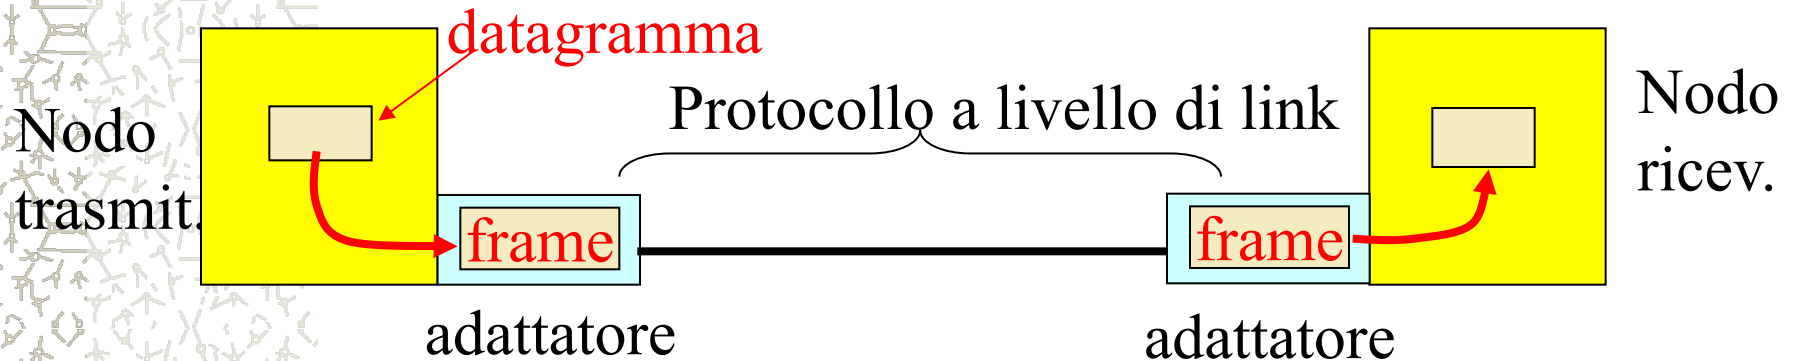 datagramma
Protocollo a livello di link
Nodo
trasmit.
Nodo
ricev.
frame
frame
adattatore
adattatore